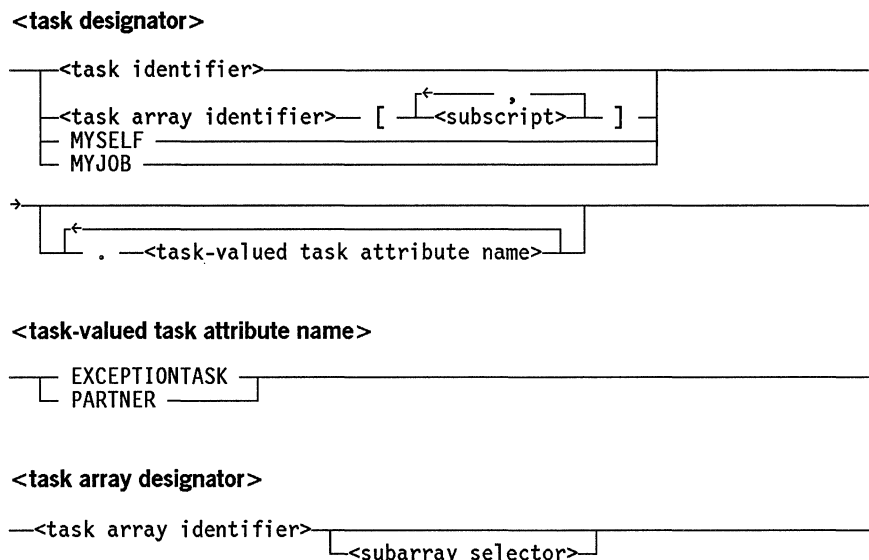 <task designator>
<task identifier>
,
<task array identifier> [ <subscript> ]
MYSELF
MYJOB
. <task-valued task attribute name>
<task-valued task attribute name>
EXCEPTIONTASK
PARTNER
<task array designator>
<task array identifier>
<subarray selector>